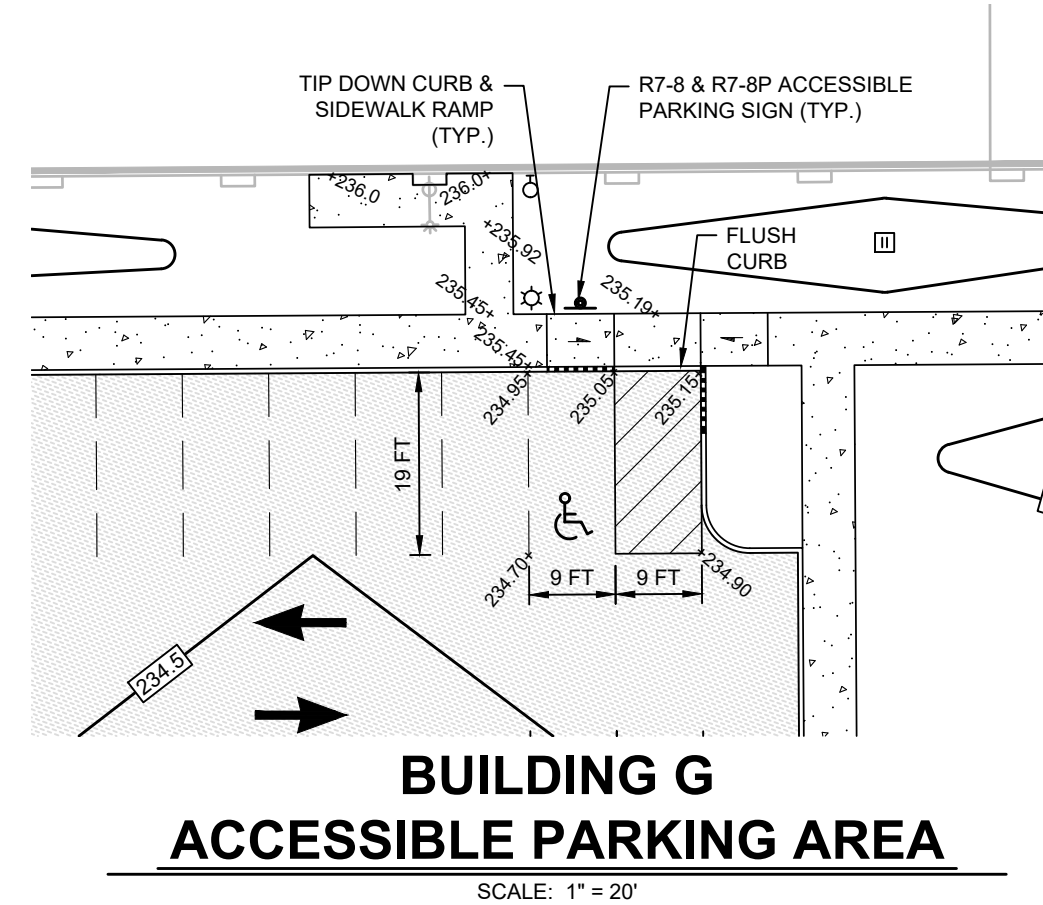 TIP DOWN CURB &
SIDEWALK RAMP
(TYP.)
R7-8 & R7-8P ACCESSIBLE
PARKING SIGN (TYP.)
+236.0
236.0+
+235.92
FLUSH
CURB
II
235.45+
235.19+
235.45+
234.95+
235.05+
235.15+
19 FT
234.70+
9 FT
9 FT
+234.90
234.5
BUILDING G
ACCESSIBLE PARKING AREA
SCALE: 1" = 20'